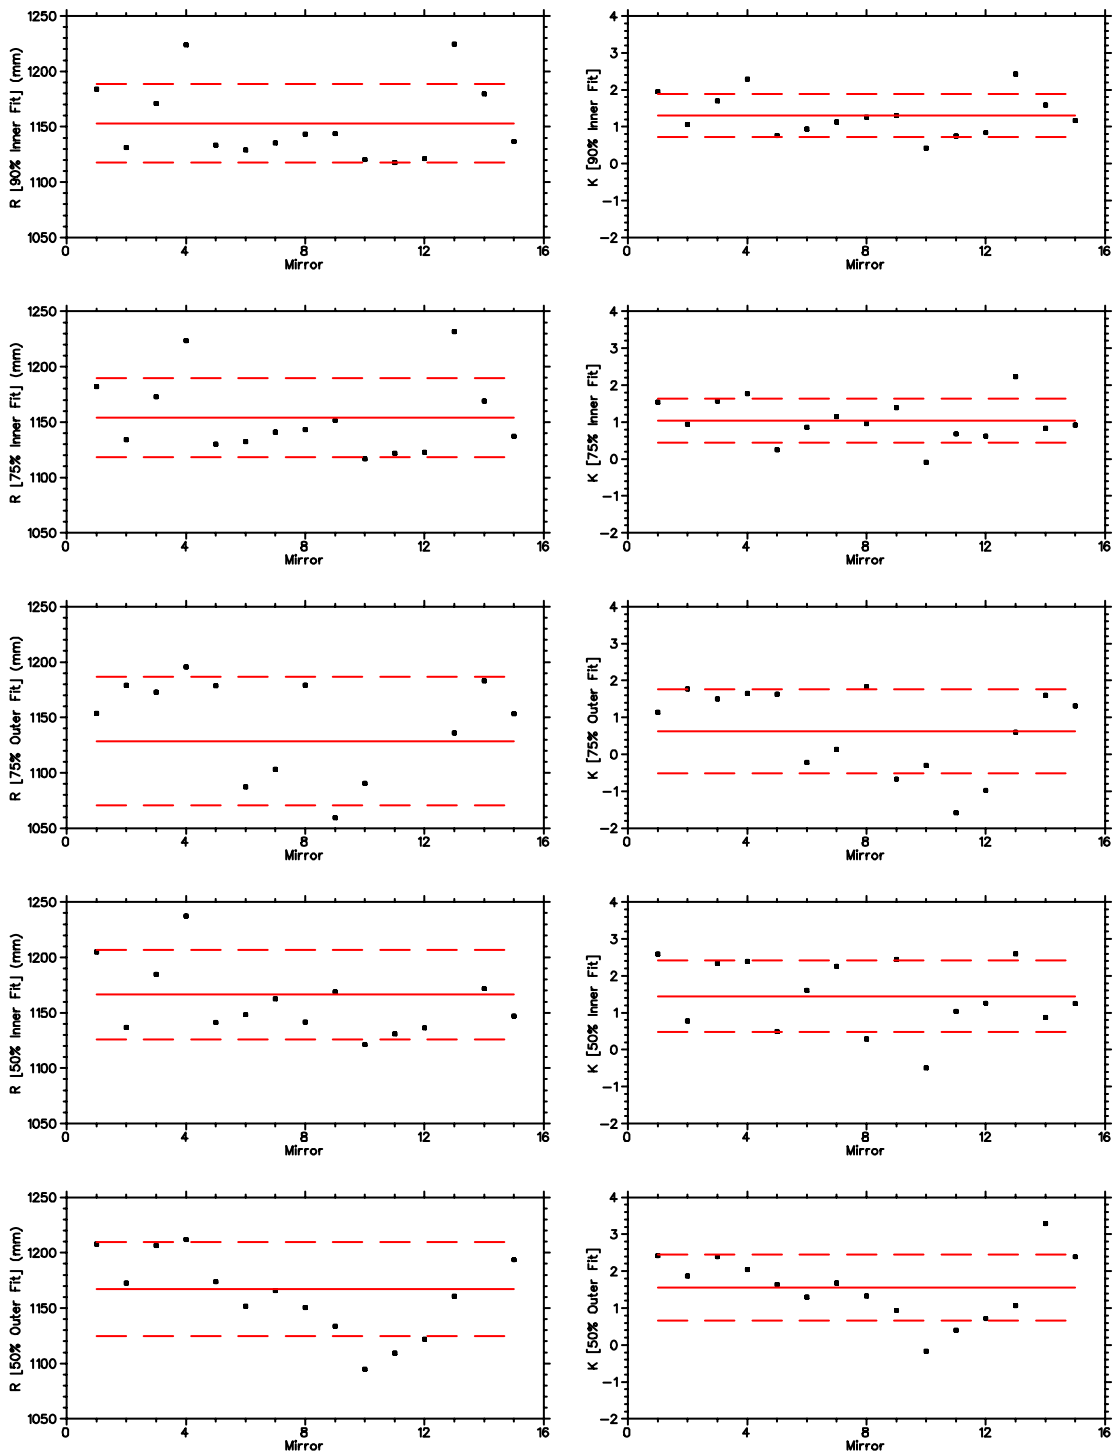 R [90% Inner Fit] (mm)
1250
1200
1150
1100
1050
0 4 8 12 16
Mirror
K [90% Inner Fit]
4
3
2
1
0
−1
−2
0 4 8 12 16
Mirror
R [75% Inner Fit] (mm)
1250
1200
1150
1100
1050
0 4 8 12 16
Mirror
K [75% Inner Fit]
4
3
2
1
0
−1
−2
0 4 8 12 16
Mirror
R [75% Outer Fit] (mm)
1250
1200
1150
1100
1050
0 4 8 12 16
Mirror
K [75% Outer Fit]
4
3
2
1
0
−1
−2
0 4 8 12 16
Mirror
R [50% Inner Fit] (mm)
1250
1200
1150
1100
1050
0 4 8 12 16
Mirror
K [50% Inner Fit]
4
3
2
1
0
−1
−2
0 4 8 12 16
Mirror
R [50% Outer Fit] (mm)
1250
1200
1150
1100
1050
0 4 8 12 16
Mirror
K [50% Outer Fit]
4
3
2
1
0
−1
−2
0 4 8 12 16
Mirror